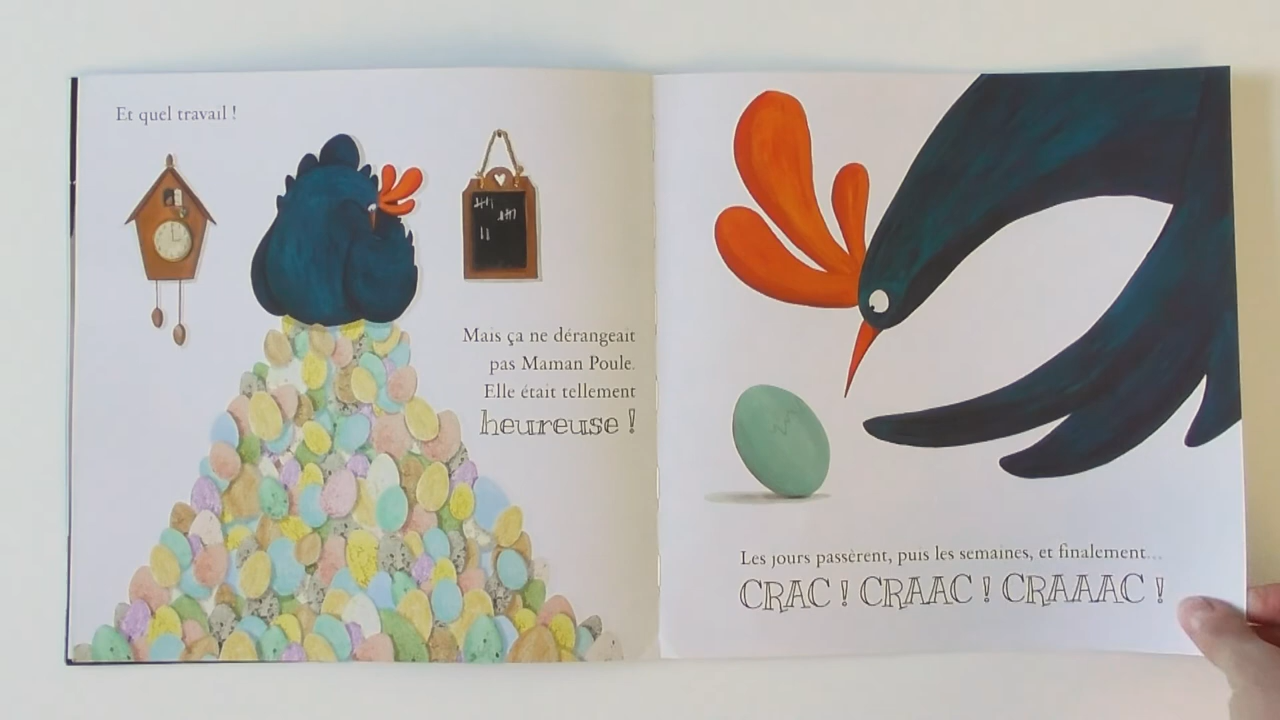 Et quel travail !
Mais ça ne dérangeait
pas Maman Poule.
Elle était tellement
heureuse !
Les jours passèrent, puis les semaines, et finalement...
CRAC ! CRAAC ! CRAAAC !